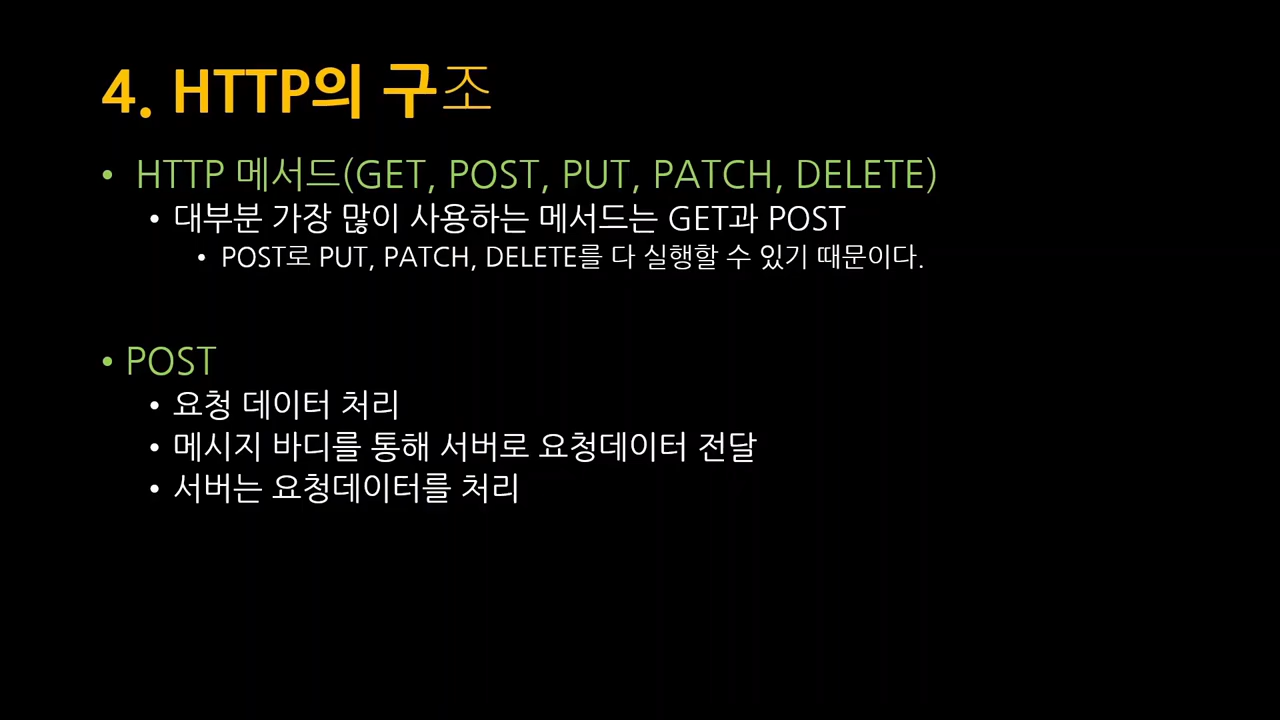 4. HTTP의 구조
• HTTP 메서드(GET, POST, PUT, PATCH, DELETE)
• 대부분 가장 많이 사용하는 메서드는 GET과 POST
• POST로 PUT, PATCH, DELETE를 다 실행할 수 있기 때문이다.
• POST
• 요청 데이터 처리
• 메시지 바디를 통해 서버로 요청데이터 전달
• 서버는 요청데이터를 처리